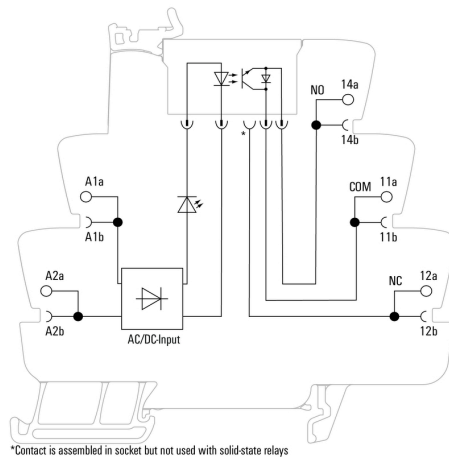 NO
14a
*
14b
A1a
COM
11a
A1b
11b
A2a
NC
12a
A2b
12b
AC/DC-Input
*Contact is assembled in socket but not used with solid-state relays